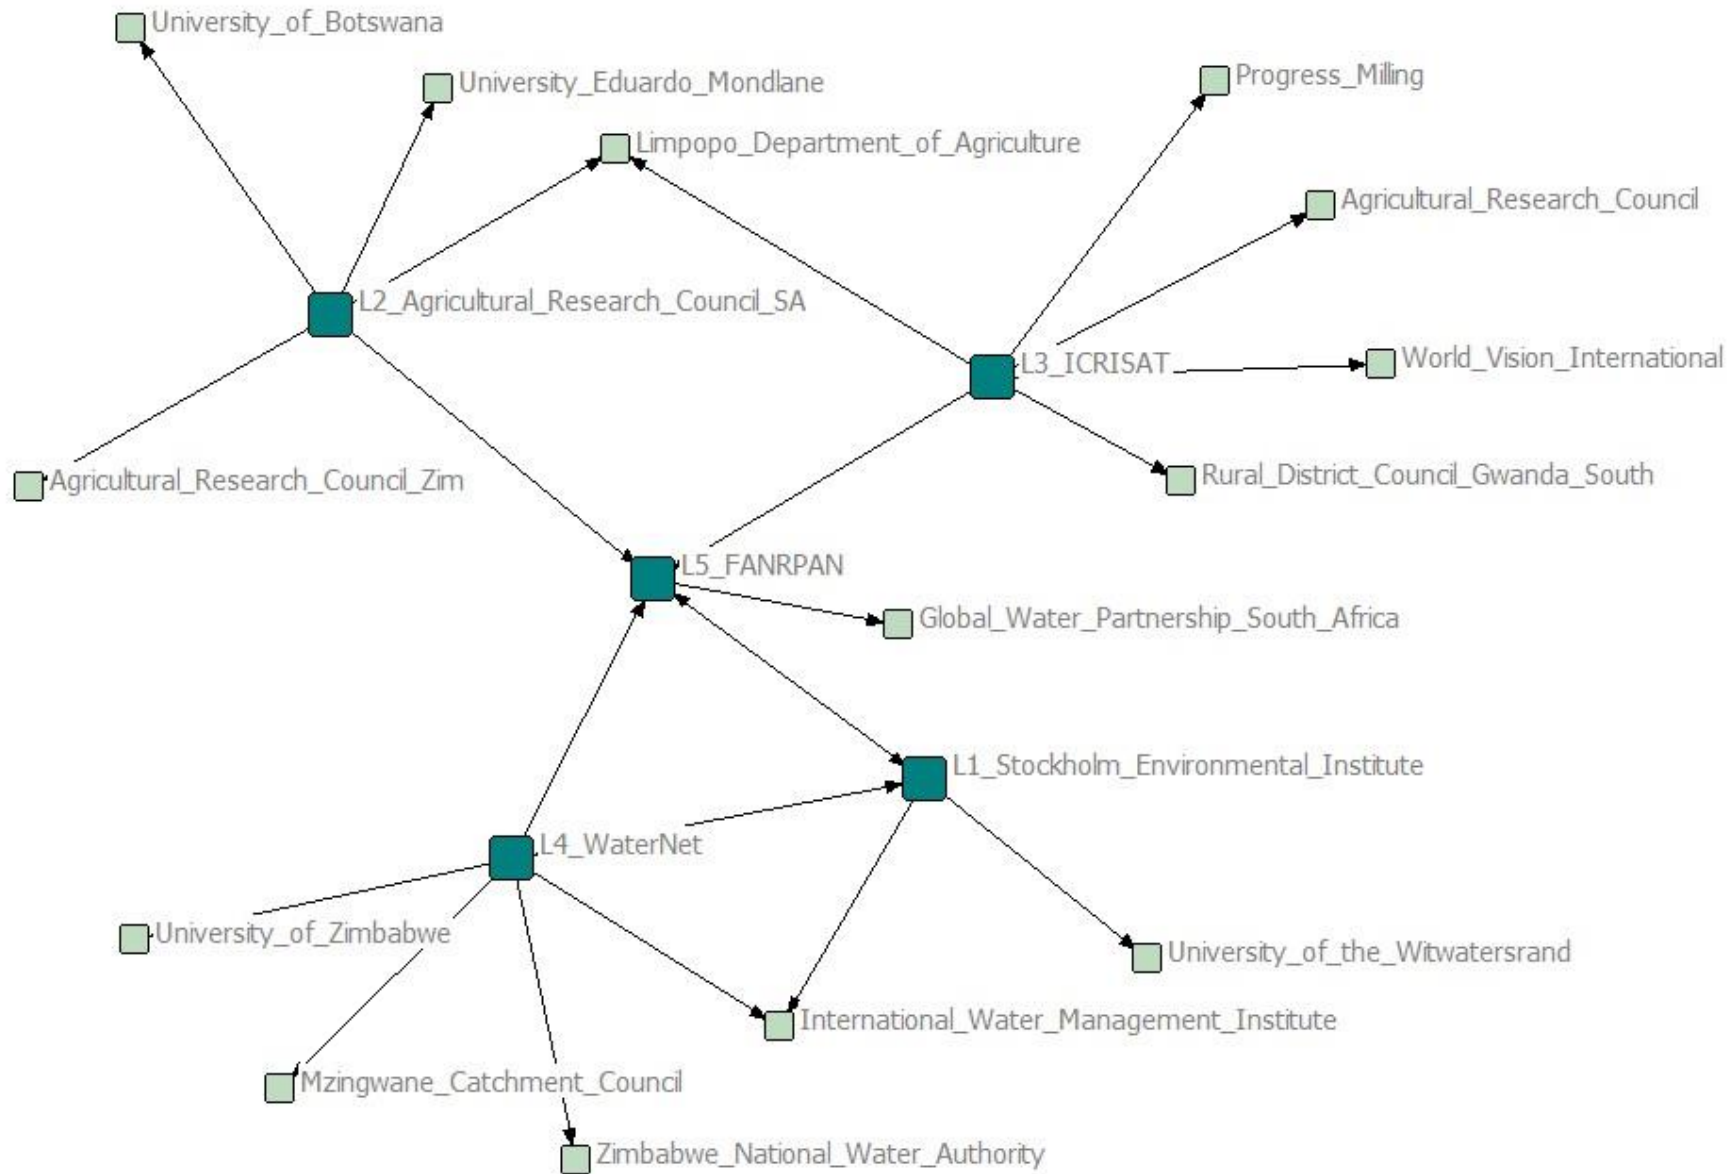 University_of_Botswana
University_Eduardo_Mondlane
Progress_Milling
Limpopo_Department_of_Agriculture
Agricultural_Research_Council
L2_Agricultural_Research_Council_SA
L3_ICRISAT
World_Vision_International
Agricultural_Research_Council_Zim
Rural_District_Council_Gwanda_South
L5_FANRPAN
Global_Water_Partnership_South_Africa
L1_Stockholm_Environmental_Institute
L4_WaterNet
University_of_Zimbabwe
University_of_the_Witwatersrand
International_Water_Management_Institute
Mzingwane_Catchment_Council
Zimbabwe_National_Water_Authority